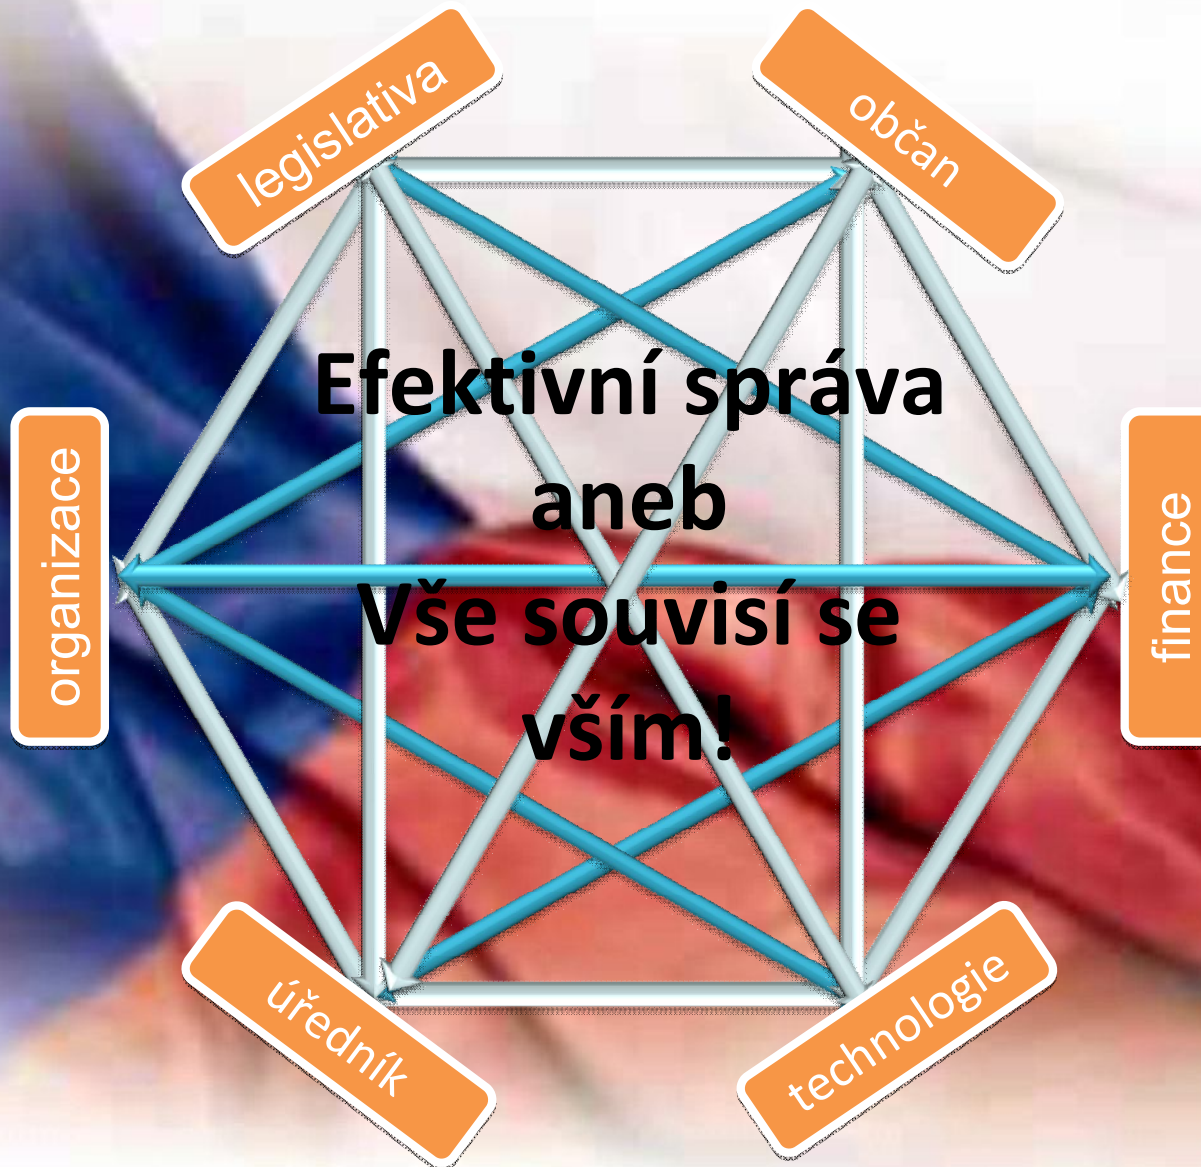 legislativa
občan
Efektivní správa
aneb
Vše souvisí se
vším!
organizace
finance
úředník
technologie